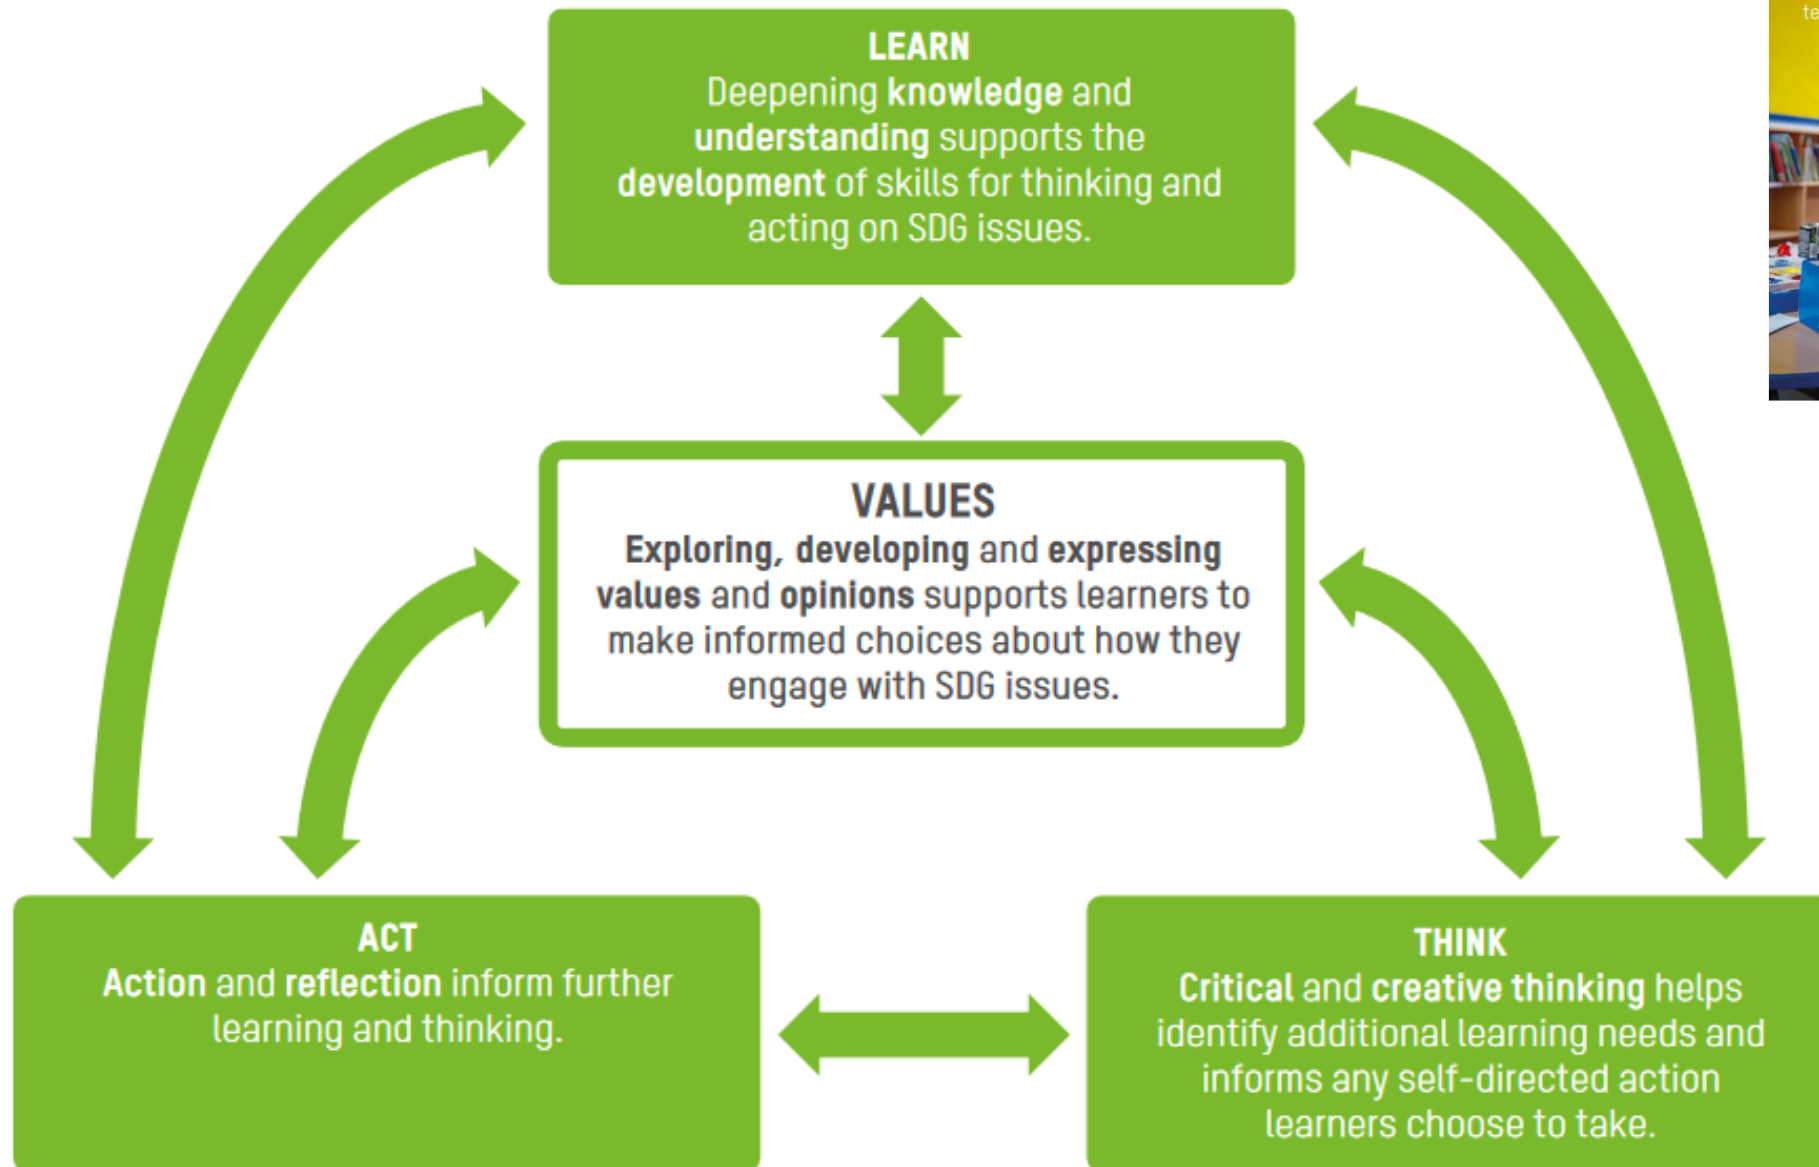 LEARN
Deepening knowledge and
understanding supports the
development of skills for thinking and
acting on SDG issues.
VALUES
Exploring, developing and expressing
values and opinions supports learners to
make informed choices about how they
engage with SDG issues.
ACT
Action and reflection inform further
learning and thinking.
THINK
Critical and creative thinking helps
identify additional learning needs and
informs any self-directed action
learners choose to take.